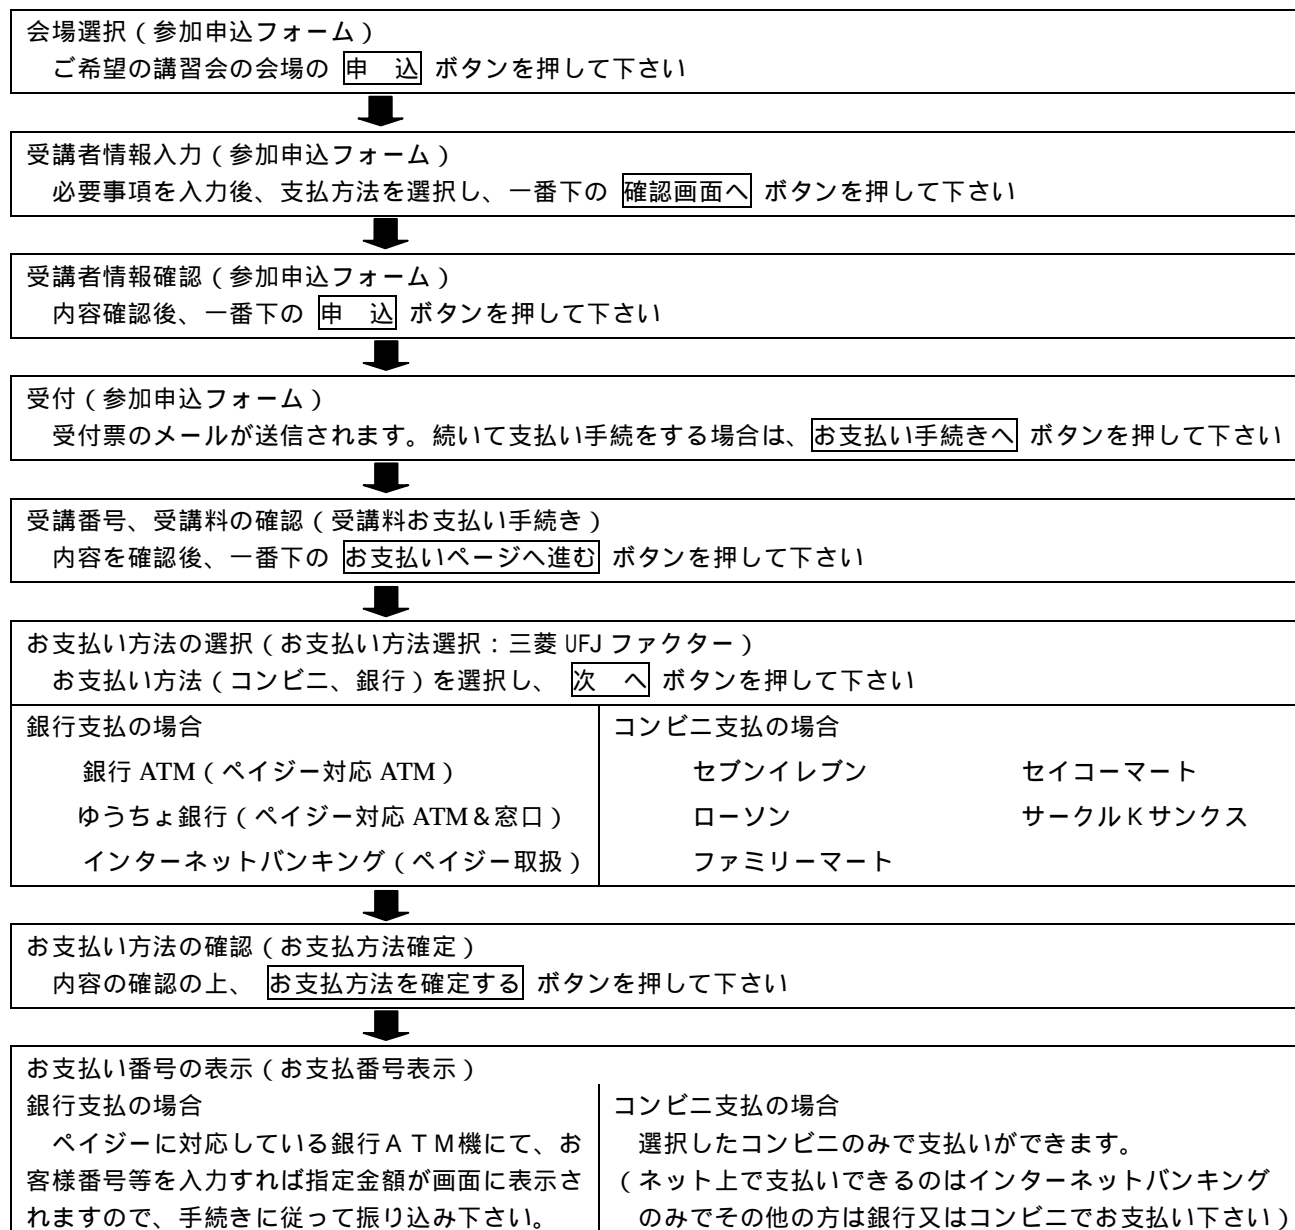 会場選択（参加申込フォーム）
ご希望の講習会の会場の 申　込 ボタンを押して下さい
受講者情報入力（参加申込フォーム）
必要事項を入力後、支払方法を選択し、一番下の 確認画面へ ボタンを押して下さい
受講者情報確認（参加申込フォーム）
内容確認後、一番下の 申　込 ボタンを押して下さい
受付（参加申込フォーム）
受付票のメールが送信されます。続いて支払い手続をする場合は、お支払い手続きへ ボタンを押して下さい
受講番号、受講料の確認（受講料お支払い手続き）
内容を確認後、一番下の お支払いページへ進む ボタンを押して下さい
お支払い方法の選択（お支払い方法選択：三菱 UFJ ファクター）
お支払い方法（コンビニ、銀行）を選択し、 次　へ ボタンを押して下さい
銀行支払の場合
銀行 ATM（ペイジー対応 ATM）
ゆうちょ銀行（ペイジー対応 ATM＆窓口）
インターネットバンキング（ペイジー取扱）
コンビニ支払の場合
セブンイレブン　セイコーマート
ローソン　サークルＫサンクス
ファミリーマート
お支払い方法の確認（お支払方法確定）
内容の確認の上、 お支払方法を確定する ボタンを押して下さい
お支払い番号の表示（お支払番号表示）
銀行支払の場合
ペイジーに対応している銀行ＡＴＭ機にて、お
客様番号等を入力すれば指定金額が画面に表示さ
れますので、手続きに従って振り込み下さい。
コンビニ支払の場合
選択したコンビニのみで支払いができます。
（ネット上で支払いできるのはインターネットバンキング
のみでその他の方は銀行又はコンビニでお支払い下さい）